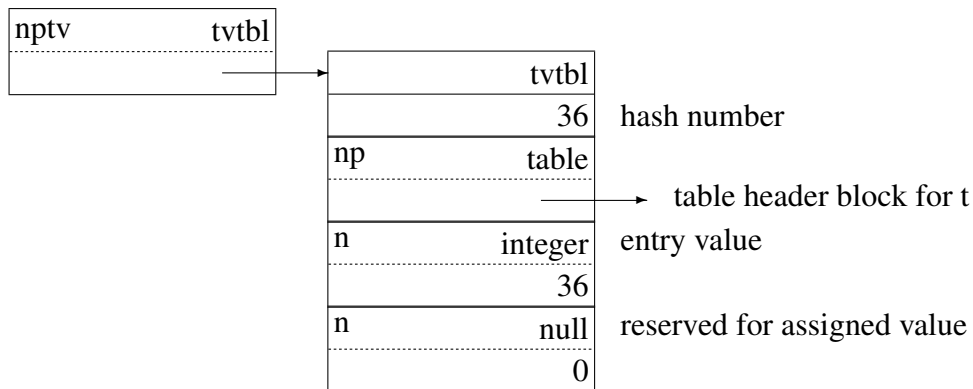 nptv tvtbl
tvtbl
36 hash number
np table
table header block for t
n integer entry value
36
n null reserved for assigned value
0